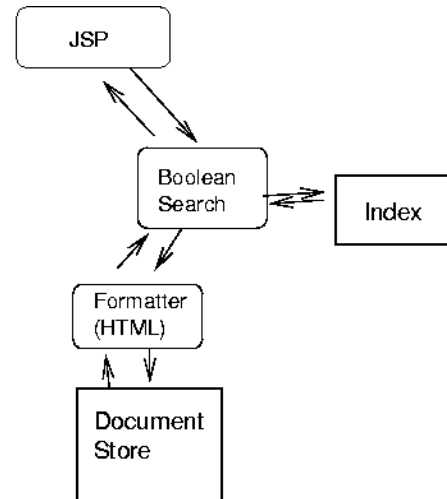 JSP
Boolean
Search
Index
Formatter
(HTML)
Document
Store